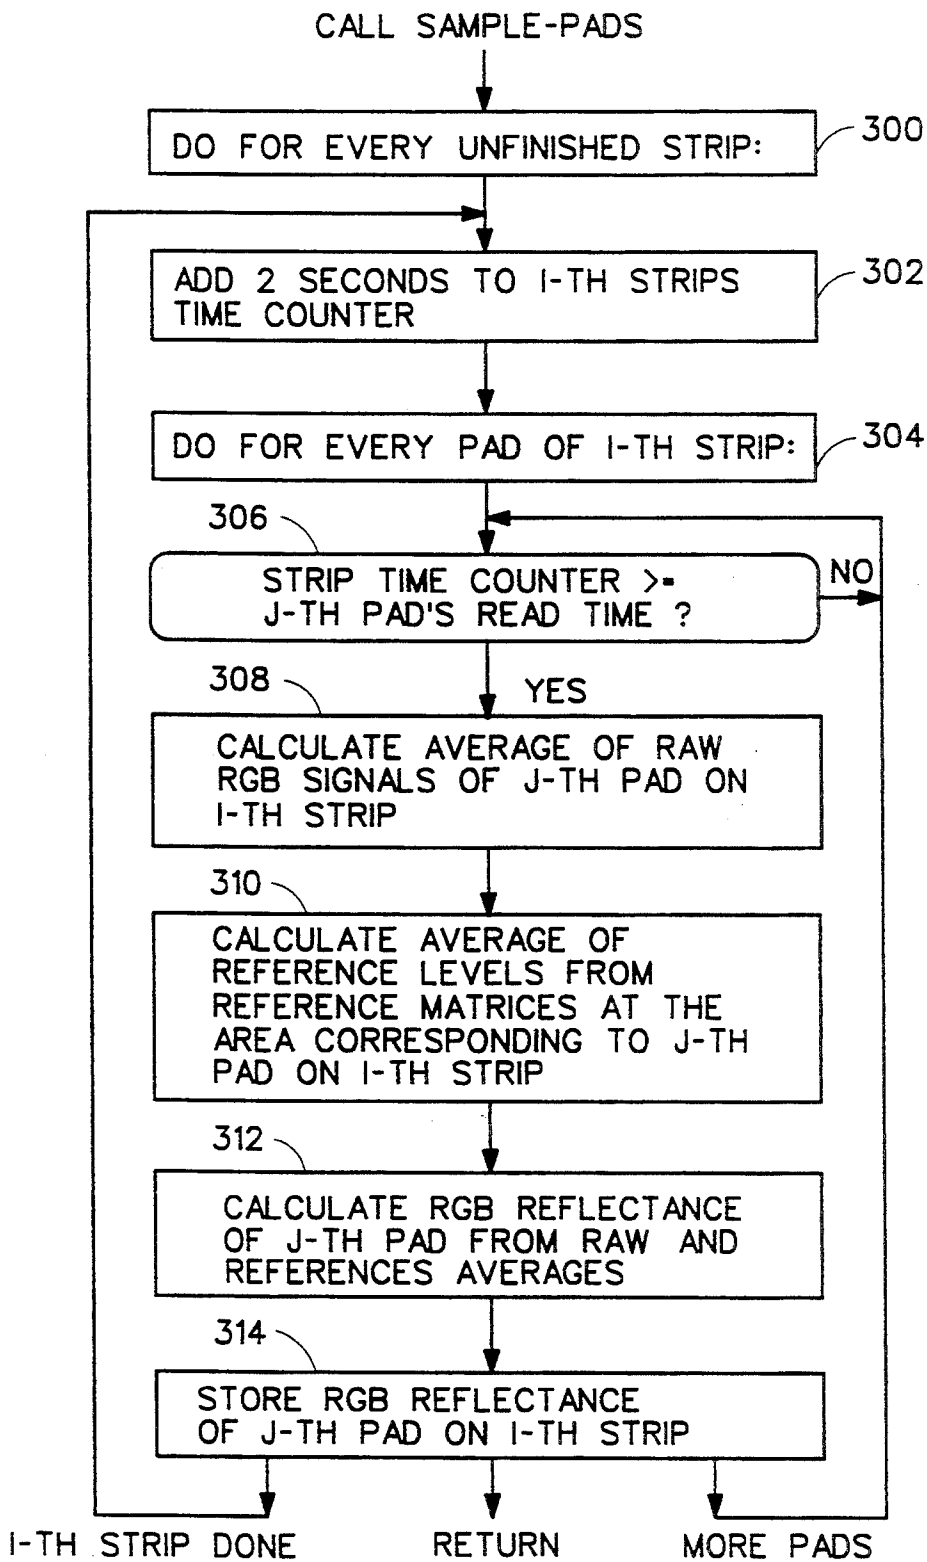 CALL SAMPLE-PADS
DO FOR EVERY UNFINISHED STRIP:
300
ADD 2 SECONDS TO I-TH STRIPS
TIME COUNTER
302
DO FOR EVERY PAD OF I-TH STRIP:
304
306
STRIP TIME COUNTER >=
J-TH PAD'S READ TIME ?
NO
308
YES
CALCULATE AVERAGE OF RAW
RGB SIGNALS OF J-TH PAD ON
I-TH STRIP
310
CALCULATE AVERAGE OF
REFERENCE LEVELS FROM
REFERENCE MATRICES AT THE
AREA CORRESPONDING TO J-TH
PAD ON I-TH STRIP
312
CALCULATE RGB REFLECTANCE
OF J-TH PAD FROM RAW AND
REFERENCES AVERAGES
314
STORE RGB REFLECTANCE
OF J-TH PAD ON I-TH STRIP
I-TH STRIP DONE
RETURN
MORE PADS